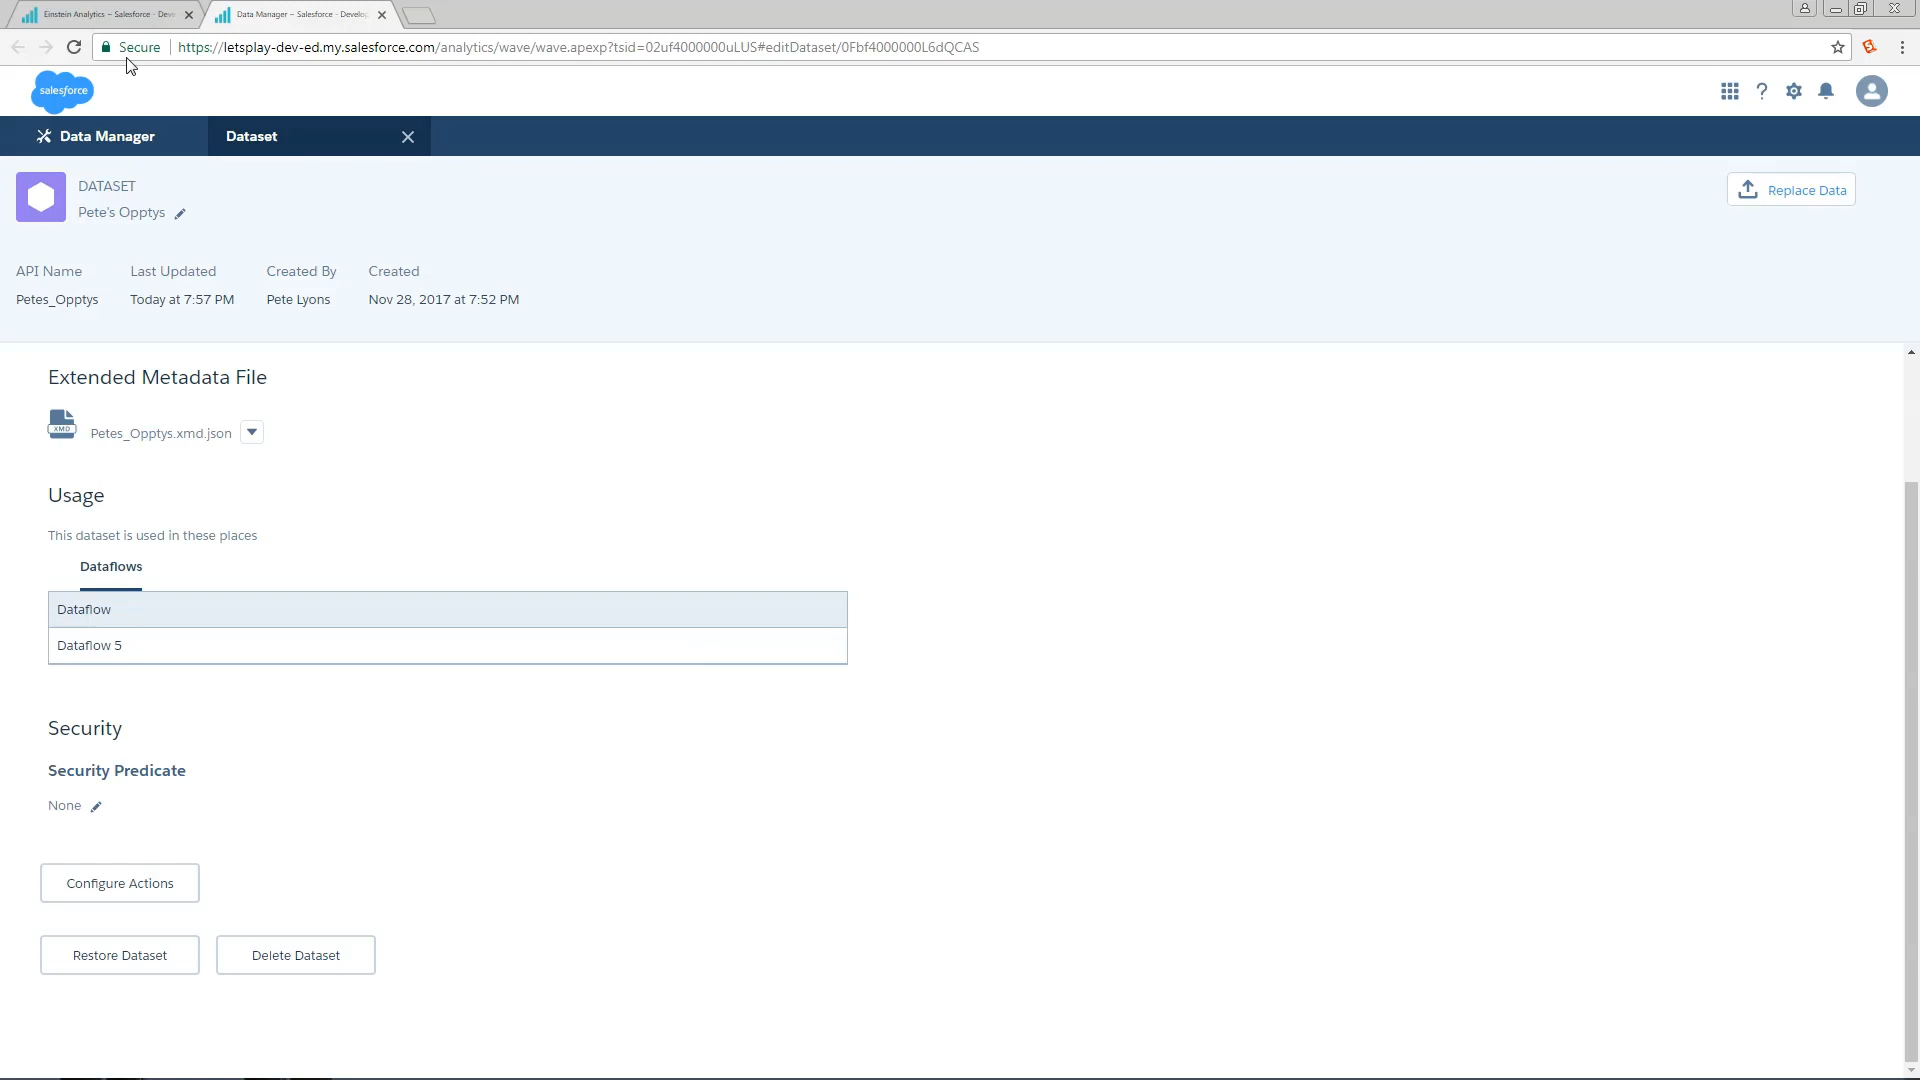 Einstein Analytics – Salesforce - Deve
Data Manager – Salesforce - Develop
Secure
https://letsplay-dev-ed.my.salesforce.com/analytics/wave/wave.apexp?tsid=02uf4000000uLUS#editDataset/0Fbf4000000L6dQCAS
salesforce
Data Manager
Dataset
DATASET
Pete's Opptys
Replace Data
API Name
Last Updated
Created By
Created
Petes_Opptys
Today at 7:57 PM
Pete Lyons
Nov 28, 2017 at 7:52 PM
Extended Metadata File
XMD
Petes_Opptys.xmd.json
Usage
This dataset is used in these places
Dataflows
Dataflow
Dataflow 5
Security
Security Predicate
None
Configure Actions
Restore Dataset
Delete Dataset